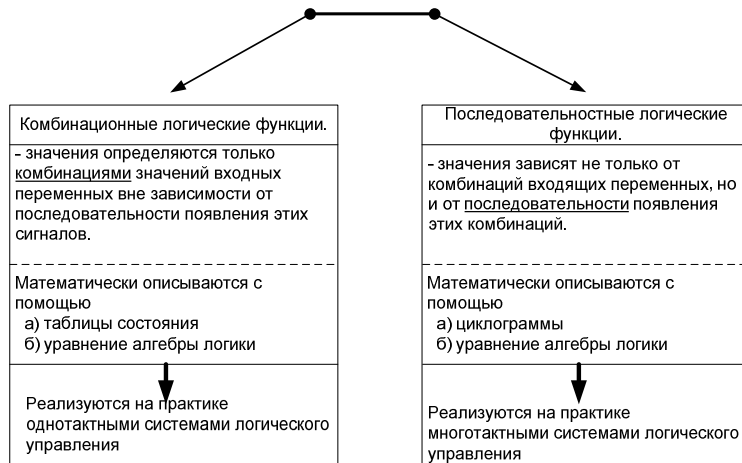 Комбинационные логические функции.
- значения определяются только
комбинациями значений входных
переменных вне зависимости от
последовательности появления этих
сигналов.
Математически описываются с
помощью
а) таблицы состояния
б) уравнение алгебры логики
Реализуются на практике
однотактными системами логического
управления
Последовательностные логические
функции.
- значения зависят не только от
комбинаций входящих переменных, но
и от последовательности появления
этих комбинаций.
Математически описываются с
помощью
а) циклограммы
б) уравнение алгебры логики
Реализуются на практике
многотактными системами логического
управления